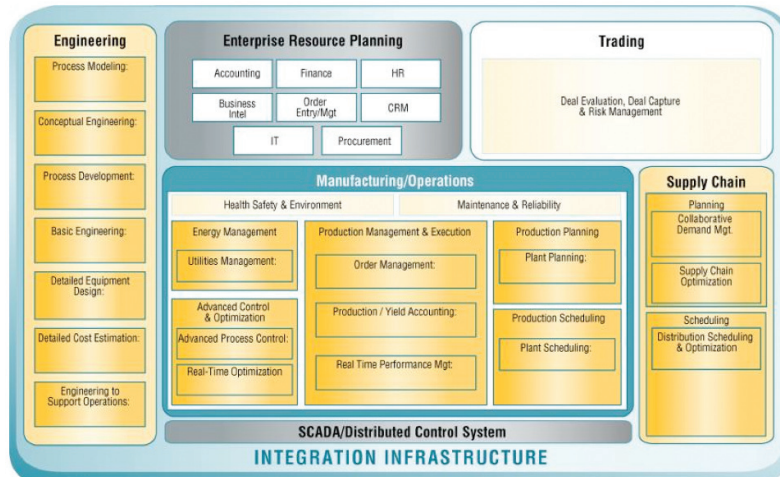 Engineering
Process Modeling:
Conceptual Engineering:
Process Development:
Basic Engineering:
Detailed Equipment
Design:
Detailed Cost Estimation:
Engineering to
Support Operations:
Enterprise Resource Planning
Accounting
Finance
HR
Business
Intel
Order
Entry/Mgt
CRM
IT
Procurement
Trading
Deal Evaluation, Deal Capture
& Risk Management
Manufacturing/Operations
Health Safety & Environment
Maintenance & Reliability
Energy Management
Utilities Management:
Advanced Control
& Optimization
Advanced Process Control:
Real-Time Optimization
Production Management & Execution
Order Management:
Production / Yield Accounting:
Real Time Performance Mgt:
Production Planning
Plant Planning:
Production Scheduling
Plant Scheduling:
Supply Chain
Planning
Collaborative
Demand Mgt.
Supply Chain
Optimization
Scheduling
Distribution Scheduling
& Optimization
SCADA/Distributed Control System
INTEGRATION INFRASTRUCTURE